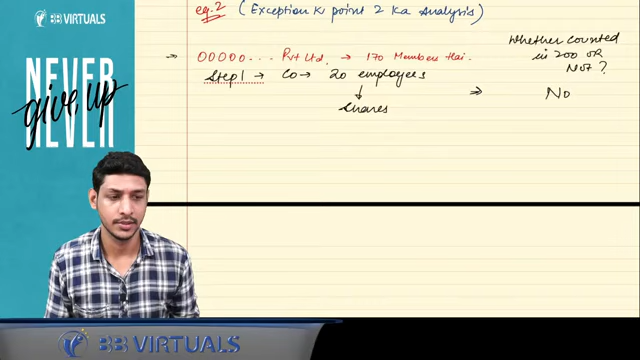 BB VIRTUALS
NEVER
give up
NEVER
eg.2 (Exception K point 2 Ka Analysis)
Whether counted
in 200 or
Not?
⇒ OOOOO... Pvt Ltd. → 170 Members Hai.
Step 1 → Co → 20 employees
↓
Shares
⇒ No
BB VIRTUALS